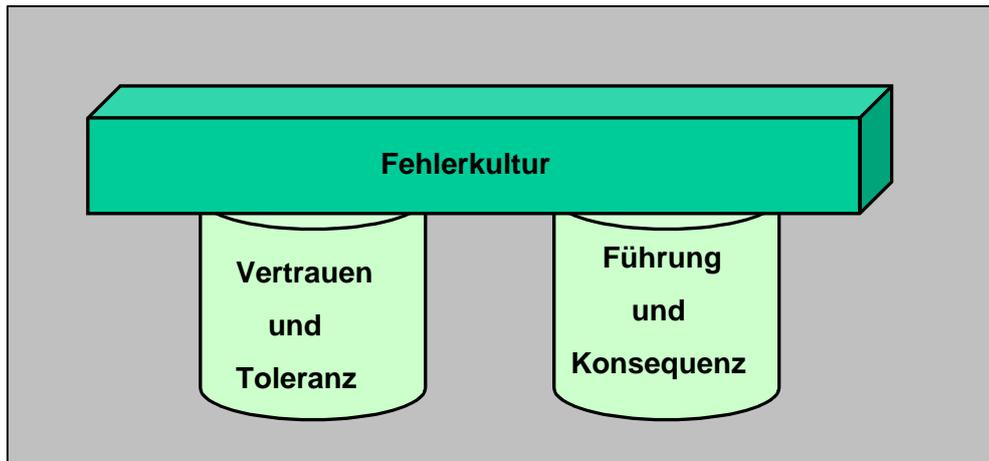 Fehlerkultur
Vertrauen
und
Toleranz
Führung
und
Konsequenz